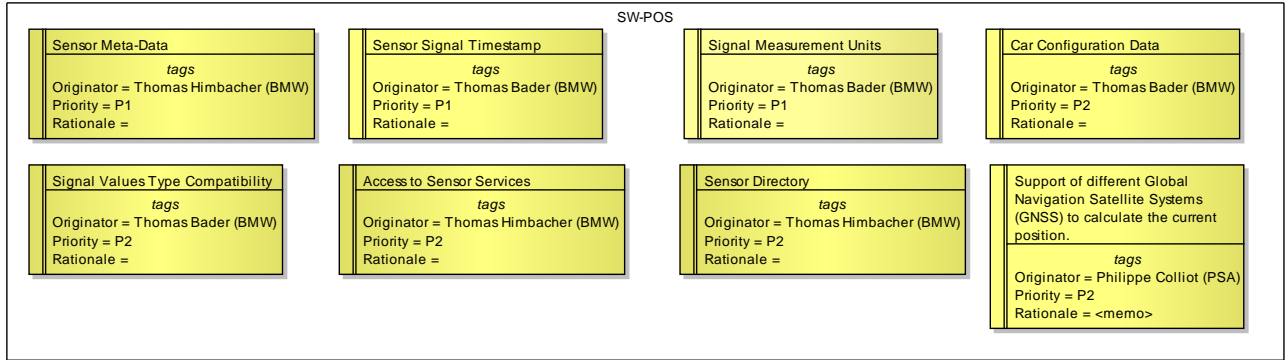 SW-POS
Sensor Meta-Data
tags
Originator = Thomas Himbacher (BMW)
Priority = P1
Rationale =
Sensor Signal Timestamp
tags
Originator = Thomas Bader (BMW)
Priority = P1
Rationale =
Signal Measurement Units
tags
Originator = Thomas Bader (BMW)
Priority = P1
Rationale =
Car Configuration Data
tags
Originator = Thomas Bader (BMW)
Priority = P2
Rationale =
Signal Values Type Compatibility
tags
Originator = Thomas Bader (BMW)
Priority = P2
Rationale =
Access to Sensor Services
tags
Originator = Thomas Himbacher (BMW)
Priority = P2
Rationale =
Sensor Directory
tags
Originator = Thomas Himbacher (BMW)
Priority = P2
Rationale =
Support of different Global
Navigation Satellite Systems
(GNSS) to calculate the current
position.
tags
Originator = Philippe Colliot (PSA)
Priority = P2
Rationale = <memo>